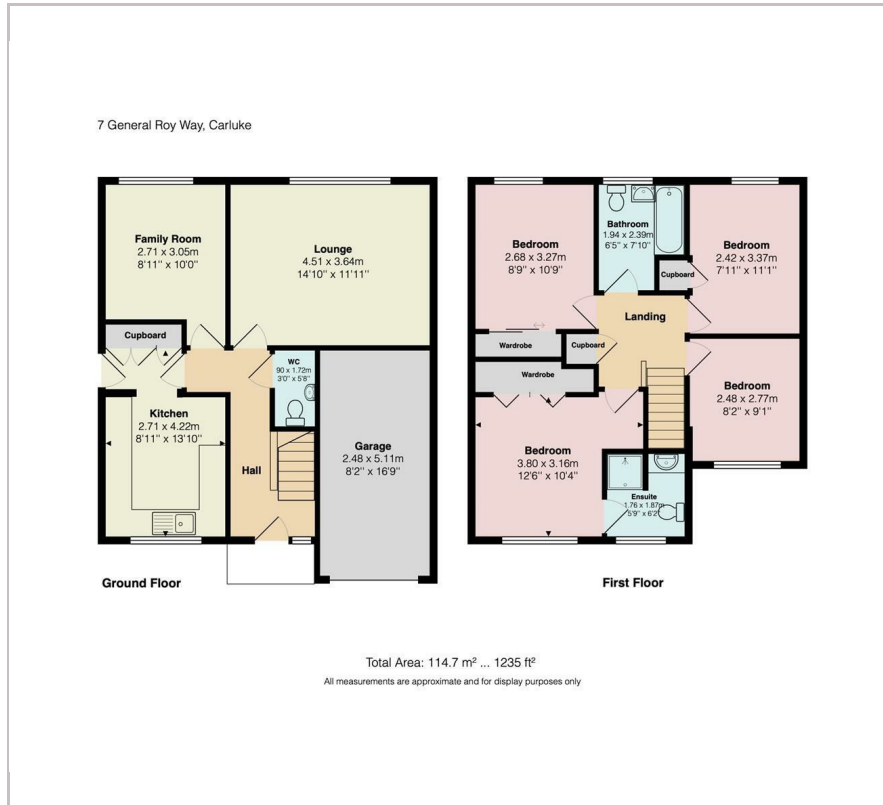 7 General Roy Way, Carluke
Family Room
2.71 x 3.05m
8'11'' x 10'0''
Lounge
4.51 x 3.64m
14'10'' x 11'11''
Cupboard
WC
90 x 1.72m
3'0'' x 5'8''
Kitchen
2.71 x 4.22m
8'11'' x 13'10''
Hall
Garage
2.48 x 5.11m
8'2'' x 16'9''
Ground Floor
Bedroom
2.68 x 3.27m
8'9'' x 10'9''
Bathroom
1.94 x 2.39m
6'5'' x 7'10''
Bedroom
2.42 x 3.37m
7'11'' x 11'1''
Cupboard
Landing
Wardrobe
Cupboard
Wardrobe
Bedroom
2.48 x 2.77m
8'2'' x 9'1''
Bedroom
3.80 x 3.16m
12'6'' x 10'4''
Ensuite
1.76 x 1.87m
5'9'' x 6'2''
First Floor
Total Area: 114.7 m² ... 1235 ft²
All measurements are approximate and for display purposes only